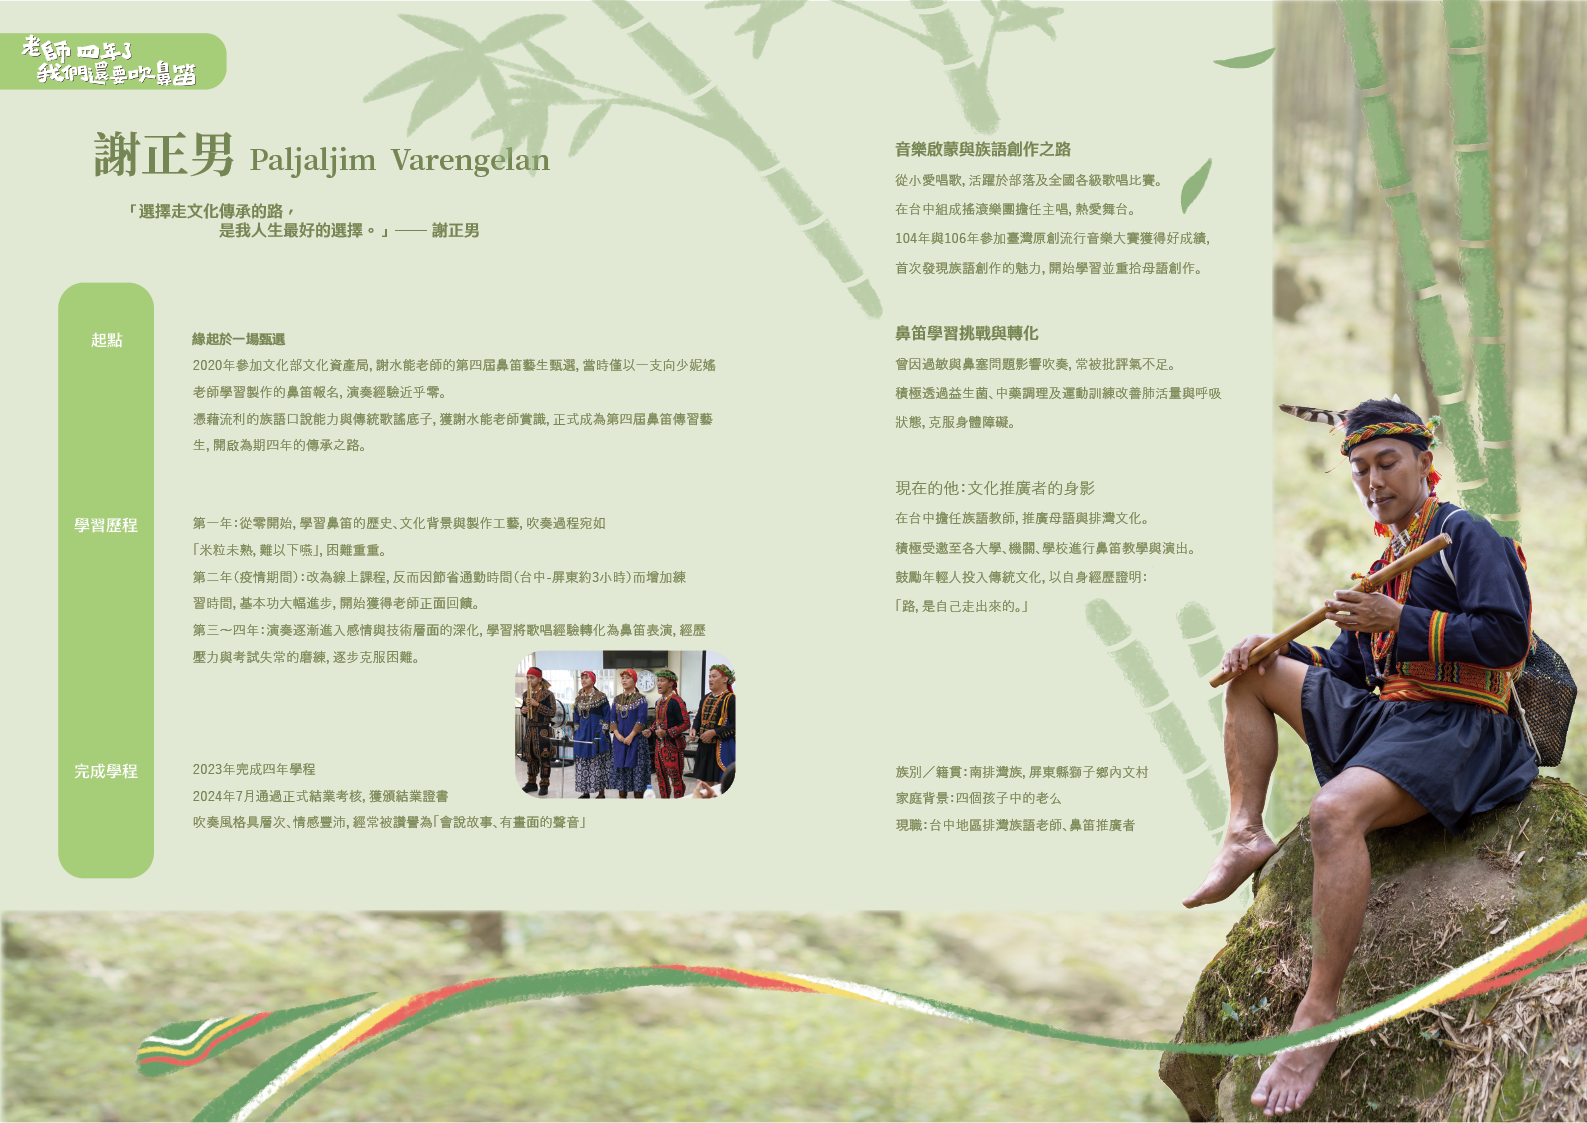 老師 四年了
我們還要吹鼻笛
謝正男 Paljaljim Varengelan
「選擇走文化傳承的路，
是我人生最好的選擇。」—— 謝正男
起點
緣起於一場甄選
2020年參加文化部文化資產局, 謝水能老師的第四屆鼻笛藝生甄選, 當時僅以一支向少妮瑤
老師學習製作的鼻笛報名, 演奏經驗近乎零。
憑藉流利的族語口說能力與傳統歌謠底子, 獲謝水能老師賞識, 正式成為第四屆鼻笛傳習藝
生, 開啟為期四年的傳承之路。
學習歷程
第一年：從零開始, 學習鼻笛的歷史、文化背景與製作工藝, 吹奏過程宛如
「米粒未熟, 難以下嚥」, 困難重重。
第二年（疫情期間）：改為線上課程, 反而因節省通勤時間（台中-屏東約3小時）而增加練
習時間, 基本功大幅進步, 開始獲得老師正面回饋。
第三～四年：演奏逐漸進入感情與技術層面的深化, 學習將歌唱經驗轉化為鼻笛表演, 經歷
壓力與考試失常的磨練, 逐步克服困難。
完成學程
2023年完成四年學程
2024年7月通過正式結業考核, 獲頒結業證書
吹奏風格具層次、情感豐沛, 經常被讚譽為「會說故事、有畫面的聲音」
音樂啟蒙與族語創作之路
從小愛唱歌, 活躍於部落及全國各級歌唱比賽。
在台中組成搖滾樂團擔任主唱, 熱愛舞台。
104年與106年參加臺灣原創流行音樂大賽獲得好成績,
首次發現族語創作的魅力, 開始學習並重拾母語創作。
鼻笛學習挑戰與轉化
曾因過敏與鼻塞問題影響吹奏, 常被批評氣不足。
積極透過益生菌、中藥調理及運動訓練改善肺活量與呼吸
狀態, 克服身體障礙。
現在的他：文化推廣者的身影
在台中擔任族語教師, 推廣母語與排灣文化。
積極受邀至各大學、機關、學校進行鼻笛教學與演出。
鼓勵年輕人投入傳統文化, 以自身經歷證明：
「路, 是自己走出來的。」
族別／籍貫：南排灣族, 屏東縣獅子鄉內文村
家庭背景：四個孩子中的老么
現職：台中地區排灣族語老師、鼻笛推廣者